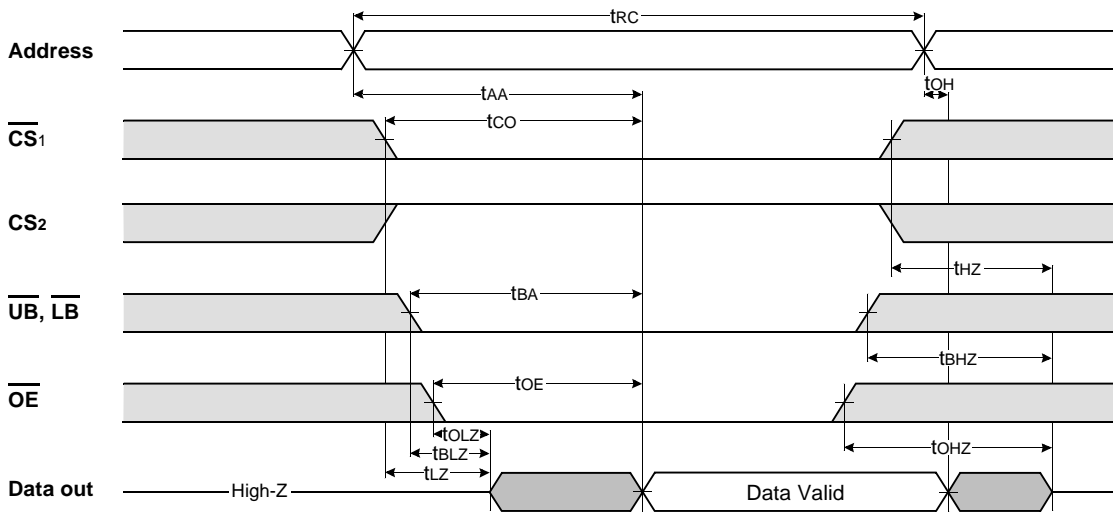 tRC
Address
tOH
tAA
tCO
CS1
CS2
tHZ
tBA
UB, LB
tBHZ
tOE
OE
tOLZ
tBLZ
tOHZ
tLZ
Data out
High-Z
Data Valid